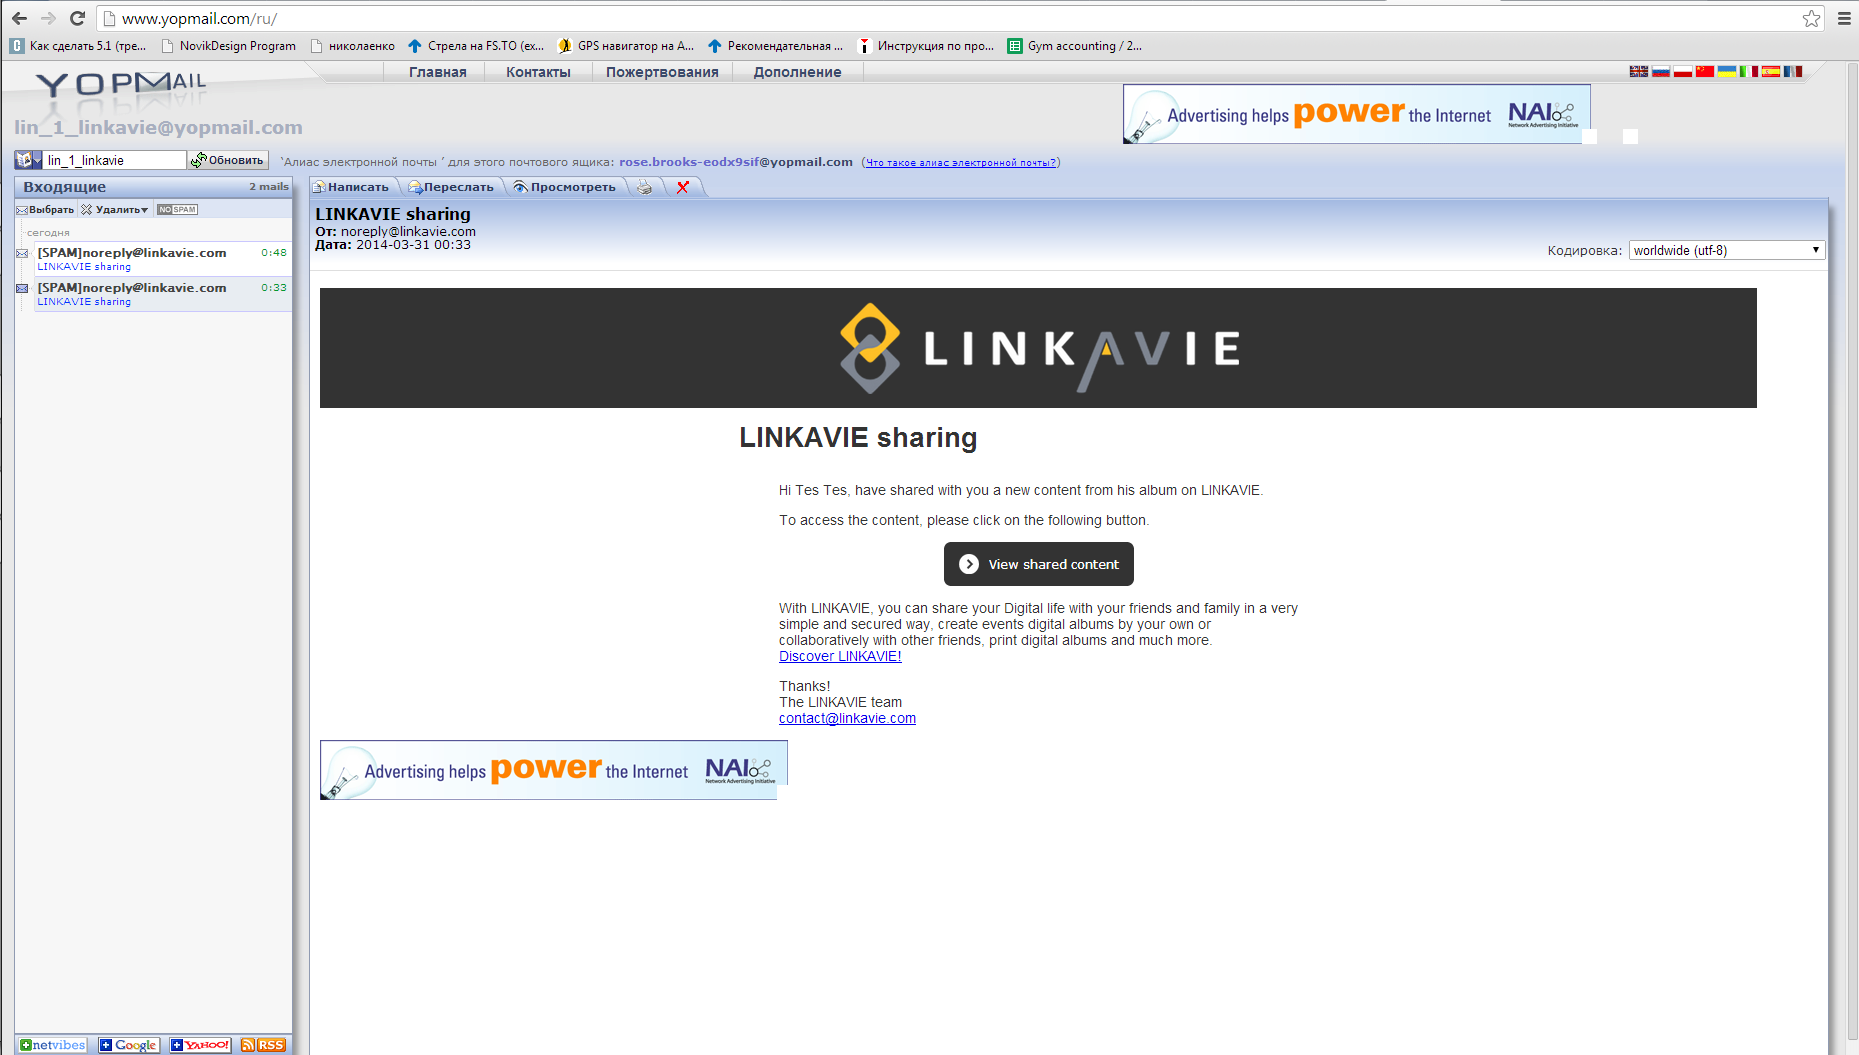 www.yopmail.com/ru/
Как сделать 5.1 (тре... NovikDesign Program николаенко Стрела на FS.TO (ex... GPS навигатор на A... Рекомендательная ... Инструкция по про... Gym accounting / 2...
YOPMAIL
Главная Контакты Пожертвования Дополнение
lin_1_linkavie@yopmail.com
Advertising helps power the Internet NAI
Network Advertising Initiative
lin_1_linkavie Обновить
'Алиас электронной почты ' для этого почтового ящика: rose.brooks-eodx9sif@yopmail.com (Что такое алиас электронной почты?)
Входящие 2 mails
Написать Переслать Просмотреть
Выбрать Удалить NO SPAM
сегодня
[SPAM]noreply@linkavie.com 0:48
LINKAVIE sharing
[SPAM]noreply@linkavie.com 0:33
LINKAVIE sharing
LINKAVIE sharing
От: noreply@linkavie.com
Дата: 2014-03-31 00:33
Кодировка: worldwide (utf-8)
LINKAVIE
LINKAVIE sharing
Hi Tes Tes, have shared with you a new content from his album on LINKAVIE.
To access the content, please click on the following button.
View shared content
With LINKAVIE, you can share your Digital life with your friends and family in a very
simple and secured way, create events digital albums by your own or
collaboratively with other friends, print digital albums and much more.
Discover LINKAVIE!
Thanks!
The LINKAVIE team
contact@linkavie.com
Advertising helps power the Internet NAI
Network Advertising Initiative
netvibes Google YAHOO! RSS